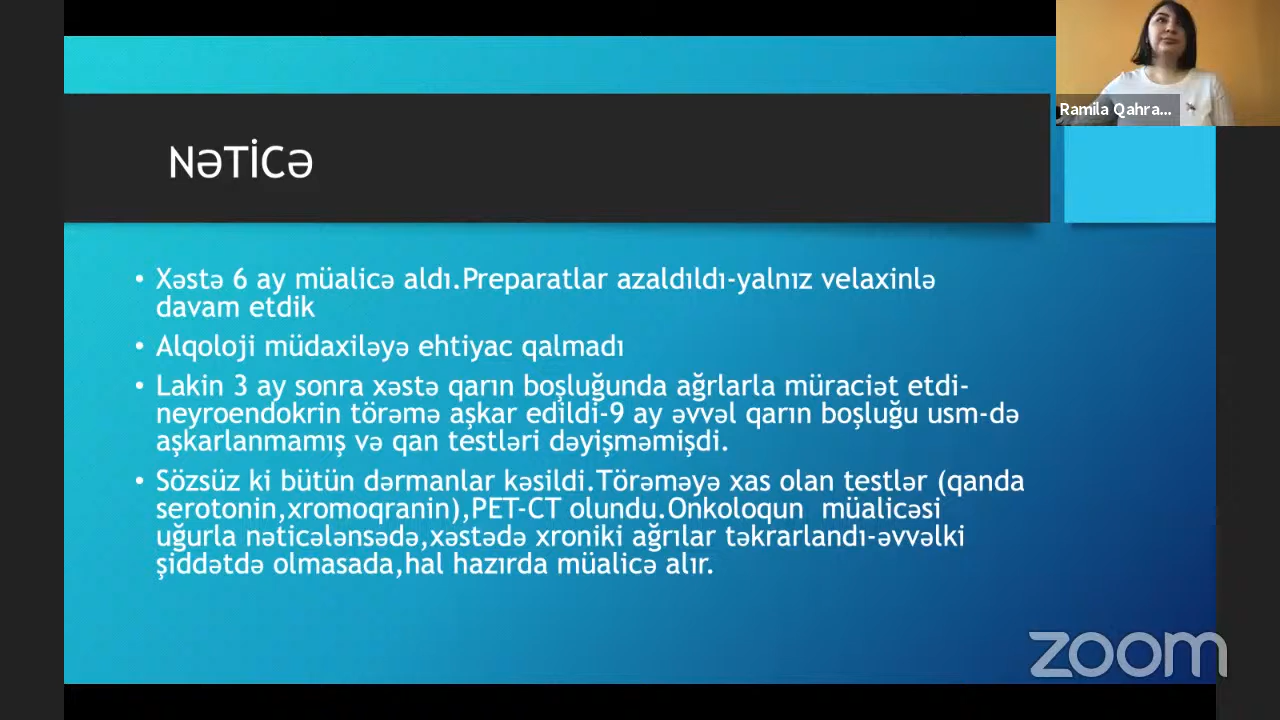 Ramila Qahra...
NəTİCə
• Xəstə 6 ay müalicə aldı.Preparatlar azaldıldı-yalnız velaxinlə
davam etdik
• Alqoloji müdaxiləyə ehtiyac qalmadı
• Lakin 3 ay sonra xəstə qarın boşluğunda ağrlarla müraciət etdi-
neyroendokrin törəmə aşkar edildi-9 ay əvvəl qarın boşluğu usm-də
aşkarlanmamış və qan testləri dəyişməmişdi.
• Sözsüz ki bütün dərmanlar kəsildi.Törəməyə xas olan testlər (qanda
serotonin,xromoqranin),PET-CT olundu.Onkoloqun müalicəsi
uğurla nəticələnsədə,xəstədə xroniki ağrılar təkrarlandı-əvvəlki
şiddətdə olmasada,hal hazırda müalicə alır.
zoom